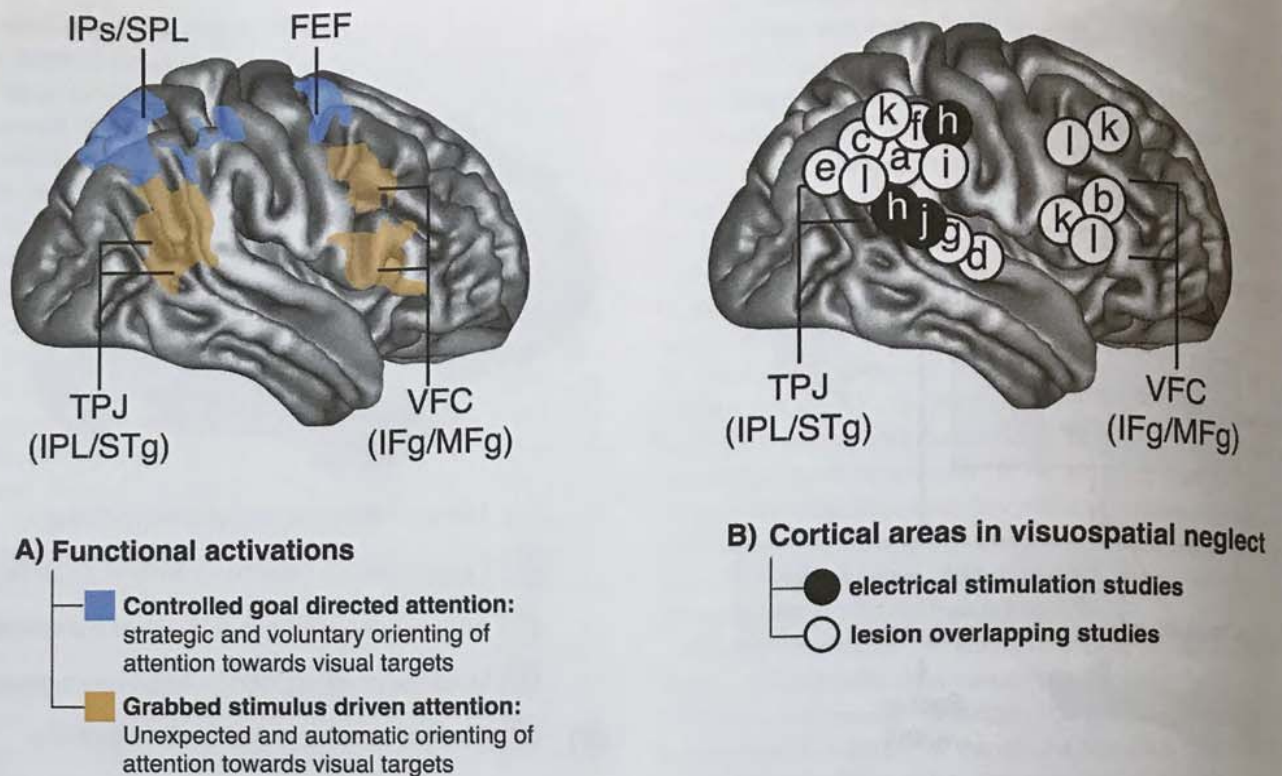 IPs/SPL
FEF
TPJ
(IPL/STg)
VFC
(IFg/MFg)
A) Functional activations
Controlled goal directed attention:
strategic and voluntary orienting of
attention towards visual targets
Grabbed stimulus driven attention:
Unexpected and automatic orienting of
attention towards visual targets
k
f
h
c
a
i
e
l
h
j
g
d
l
k
b
k
l
TPJ
(IPL/STg)
VFC
(IFg/MFg)
B) Cortical areas in visuospatial neglect
electrical stimulation studies
lesion overlapping studies